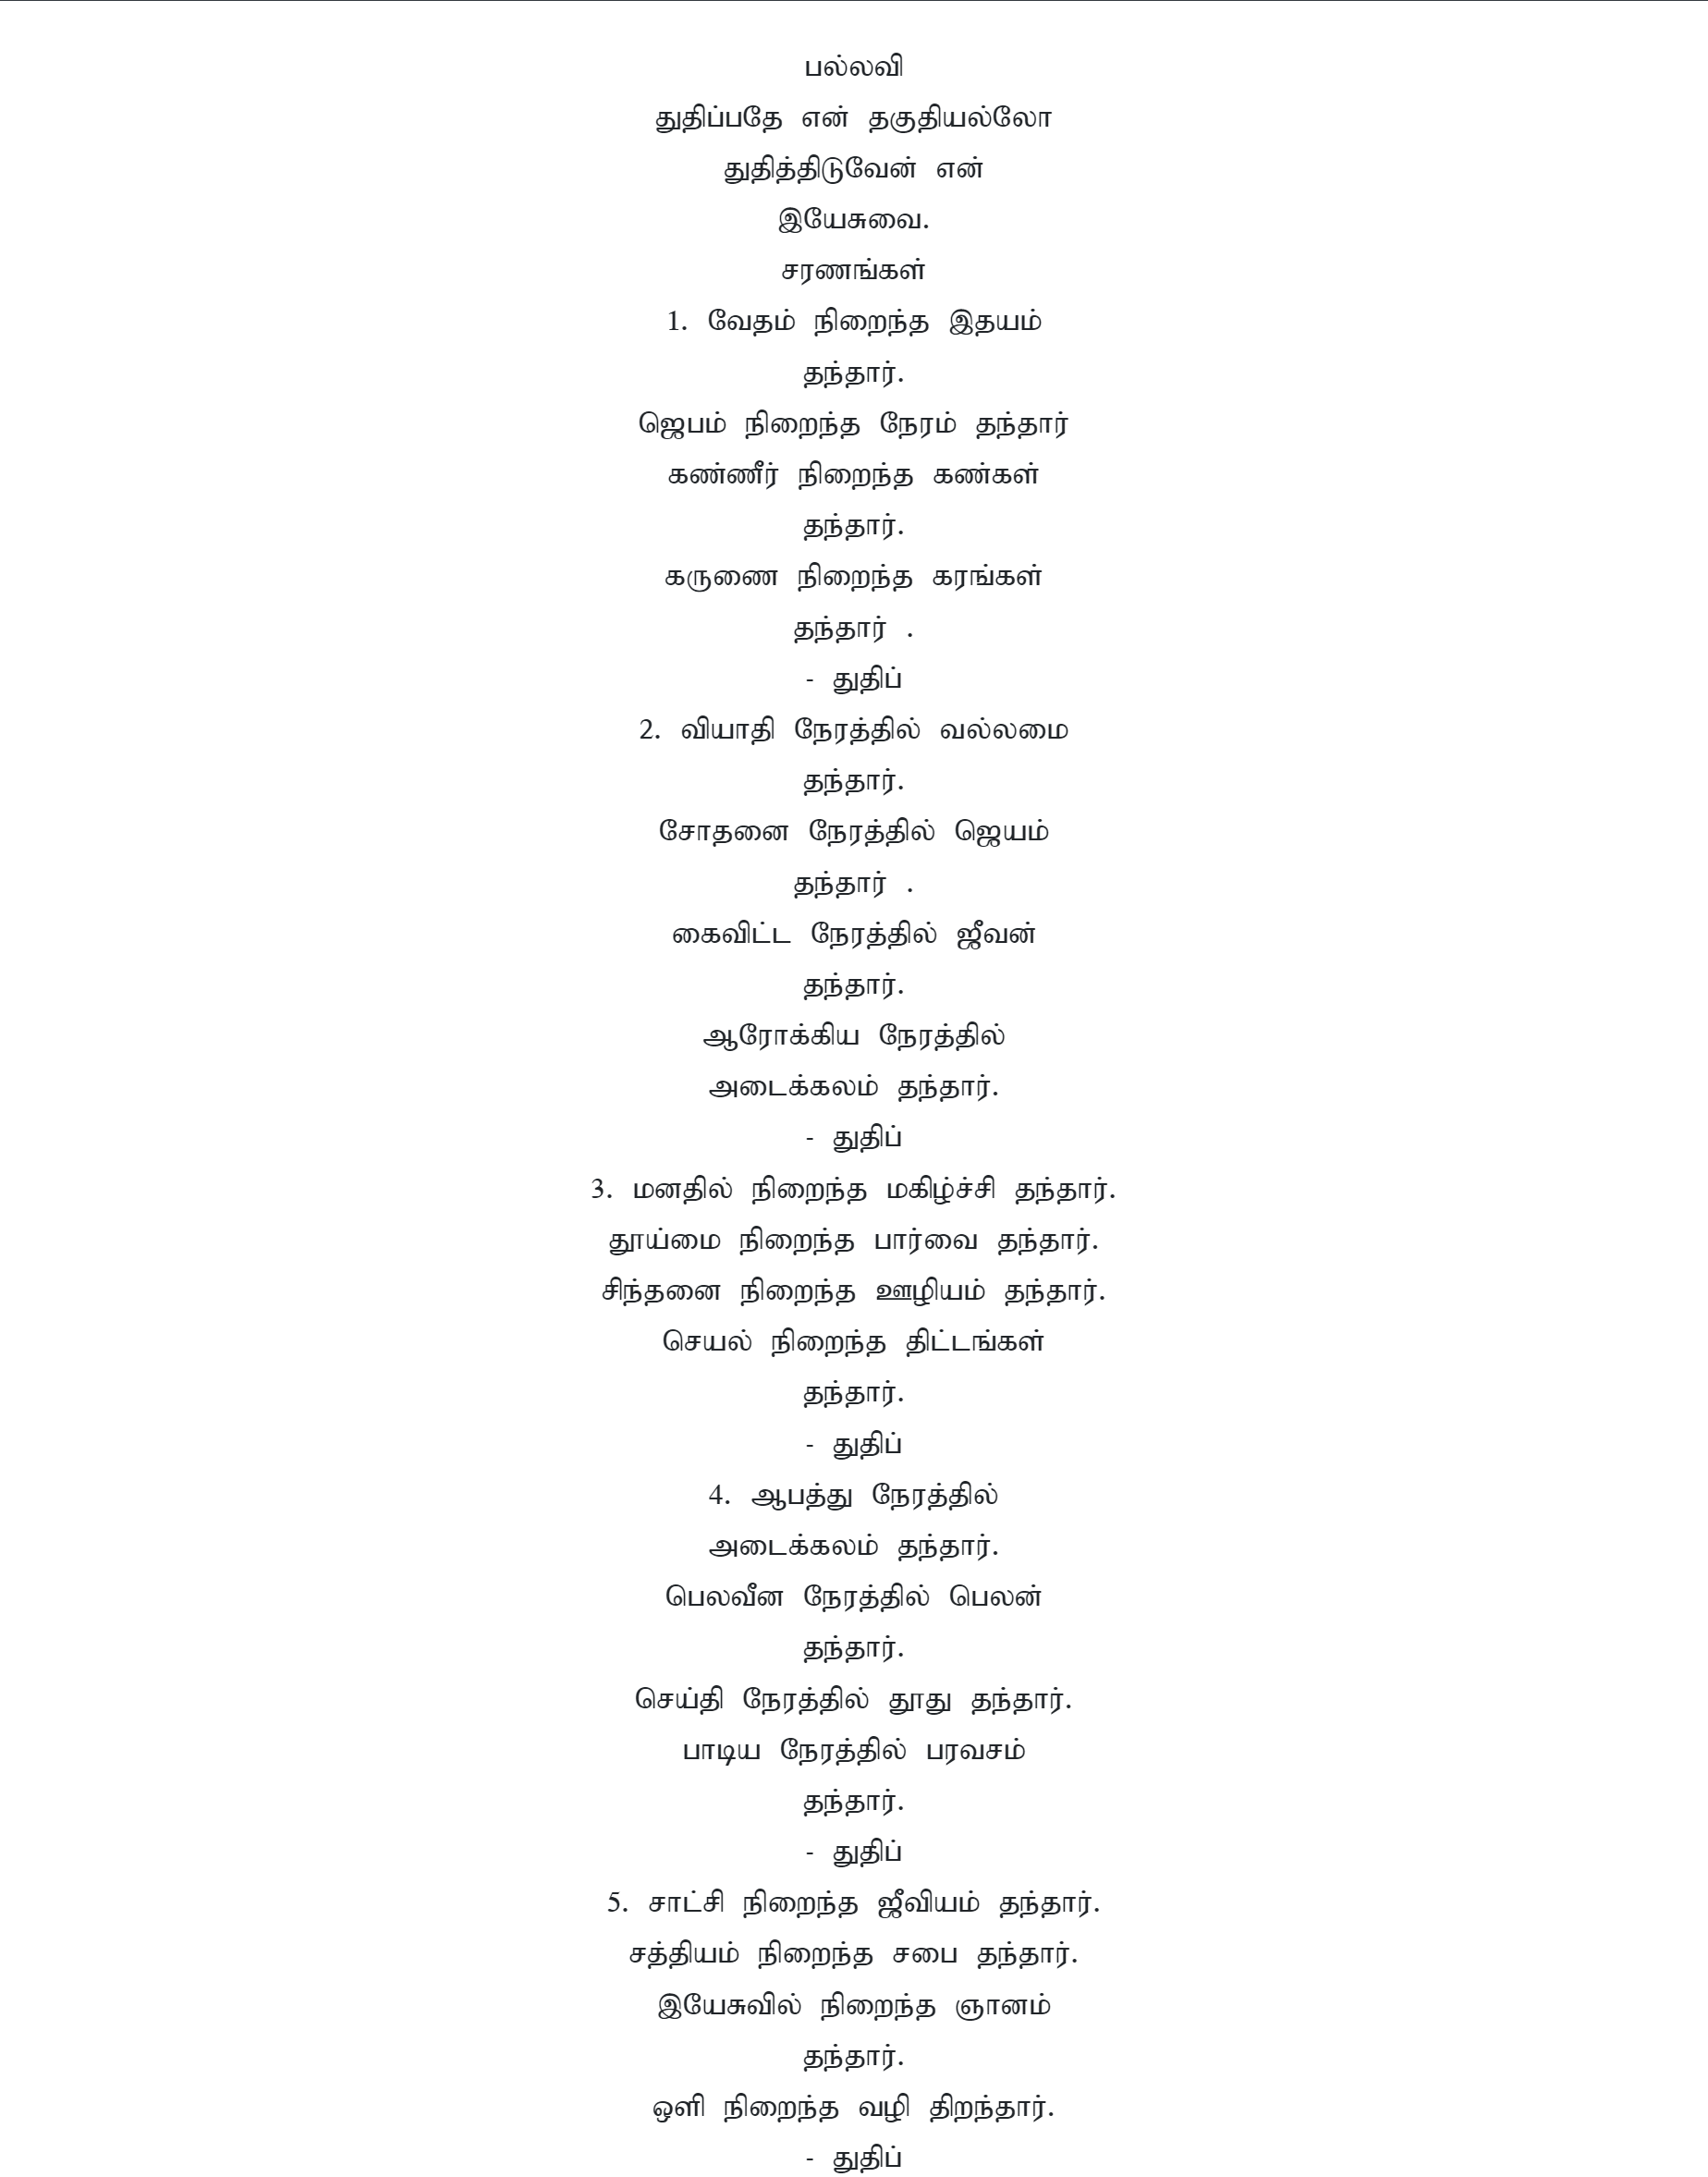 பல்லவி
துதிப்பதே என் தகுதியல்லோ
துதித்திடுவேன் என்
இயேசுவை.
சரணங்கள்
1. வேதம் நிறைந்த இதயம்
தந்தார்.
ஜெபம் நிறைந்த நேரம் தந்தார்
கண்ணீர் நிறைந்த கண்கள்
தந்தார்.
கருணை நிறைந்த கரங்கள்
தந்தார் .
- துதிப்
2. வியாதி நேரத்தில் வல்லமை
தந்தார்.
சோதனை நேரத்தில் ஜெயம்
தந்தார் .
கைவிட்ட நேரத்தில் ஜீவன்
தந்தார்.
ஆரோக்கிய நேரத்தில்
அடைக்கலம் தந்தார்.
- துதிப்
3. மனதில் நிறைந்த மகிழ்ச்சி தந்தார்.
தூய்மை நிறைந்த பார்வை தந்தார்.
சிந்தனை நிறைந்த ஊழியம் தந்தார்.
செயல் நிறைந்த திட்டங்கள்
தந்தார்.
- துதிப்
4. ஆபத்து நேரத்தில்
அடைக்கலம் தந்தார்.
பெலவீன நேரத்தில் பெலன்
தந்தார்.
செய்தி நேரத்தில் தூது தந்தார்.
பாடிய நேரத்தில் பரவசம்
தந்தார்.
- துதிப்
5. சாட்சி நிறைந்த ஜீவியம் தந்தார்.
சத்தியம் நிறைந்த சபை தந்தார்.
இயேசுவில் நிறைந்த ஞானம்
தந்தார்.
ஒளி நிறைந்த வழி திறந்தார்.
- துதிப்